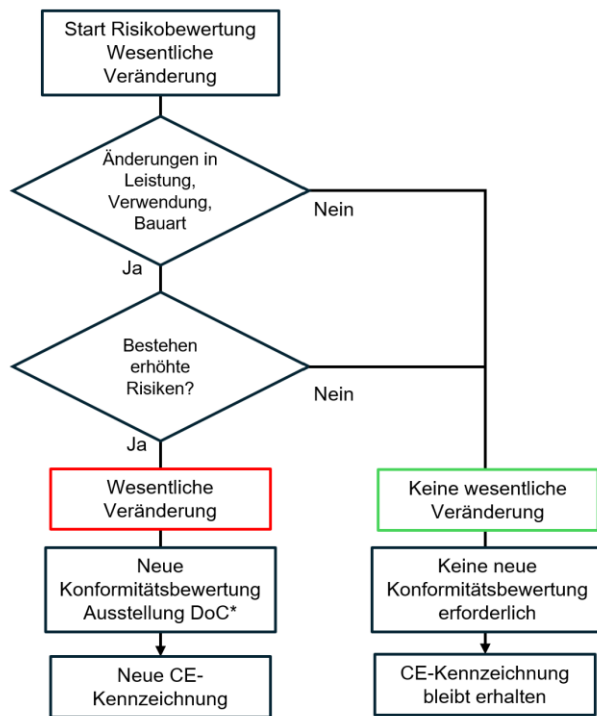 Start Risikobewertung
Wesentliche
Veränderung
Änderungen in
Leistung,
Verwendung,
Bauart
Nein
Ja
Bestehen
erhöhte
Risiken?
Nein
Ja
Wesentliche
Veränderung
Keine wesentliche
Veränderung
Neue
Konformitätsbewertung
Ausstellung DoC*
Keine neue
Konformitätsbewertung
erforderlich
Neue CE-
Kennzeichnung
CE-Kennzeichnung
bleibt erhalten